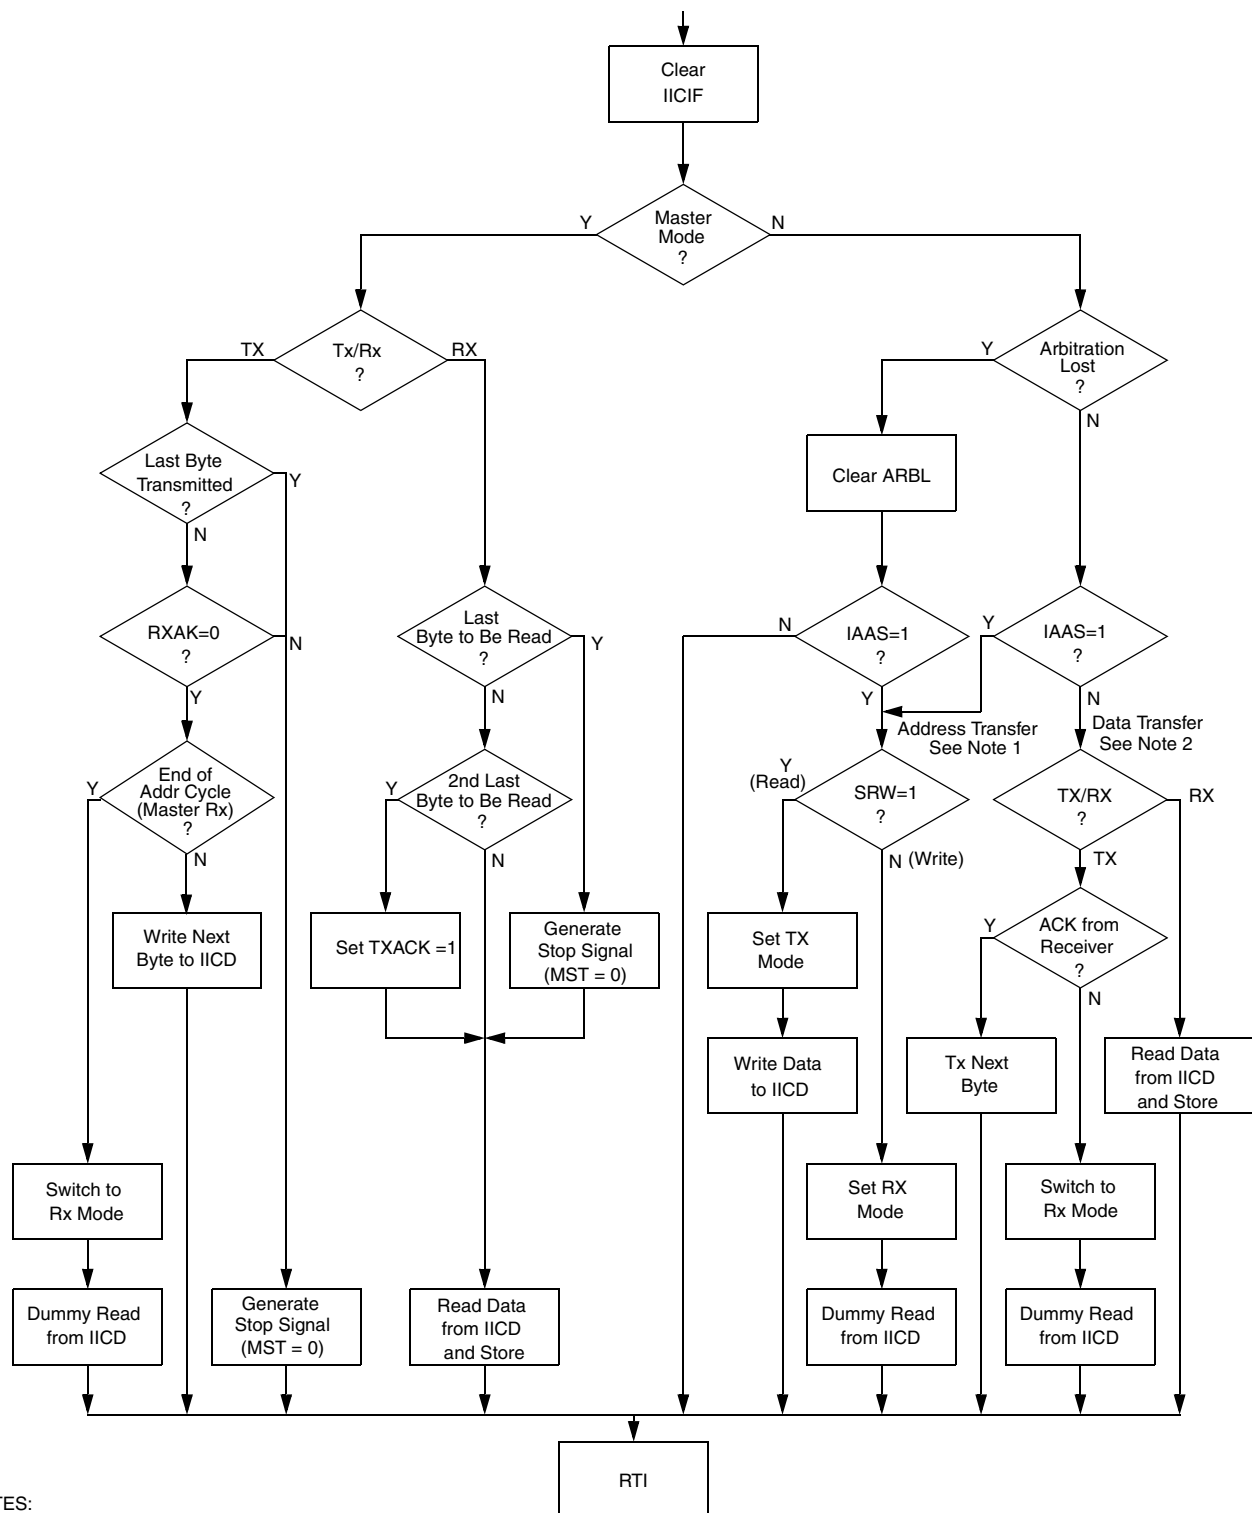 Clear
IICIF
Master
Mode
?
Y
N
Tx/Rx
?
TX
RX
Arbitration
Lost
?
Y
N
Last Byte
Transmitted
?
Y
N
Clear ARBL
RXAK=0
?
N
Y
Last
Byte to Be Read
?
Y
N
IAAS=1
?
N
Y
IAAS=1
?
Y
N
Address Transfer
See Note 1
Data Transfer
See Note 2
End of
Addr Cycle
(Master Rx)
?
Y
N
2nd Last
Byte to Be Read
?
Y
N
Y
(Read)
SRW=1
?
N (Write)
TX/RX
?
RX
TX
Write Next
Byte to IICD
Set TXACK =1
Generate
Stop Signal
(MST = 0)
Set TX
Mode
ACK from
Receiver
?
Y
N
Write Data
to IICD
Tx Next
Byte
Read Data
from IICD
and Store
Switch to
Rx Mode
Set RX
Mode
Switch to
Rx Mode
Dummy Read
from IICD
Generate
Stop Signal
(MST = 0)
Read Data
from IICD
and Store
Dummy Read
from IICD
Dummy Read
from IICD
RTI
TES: